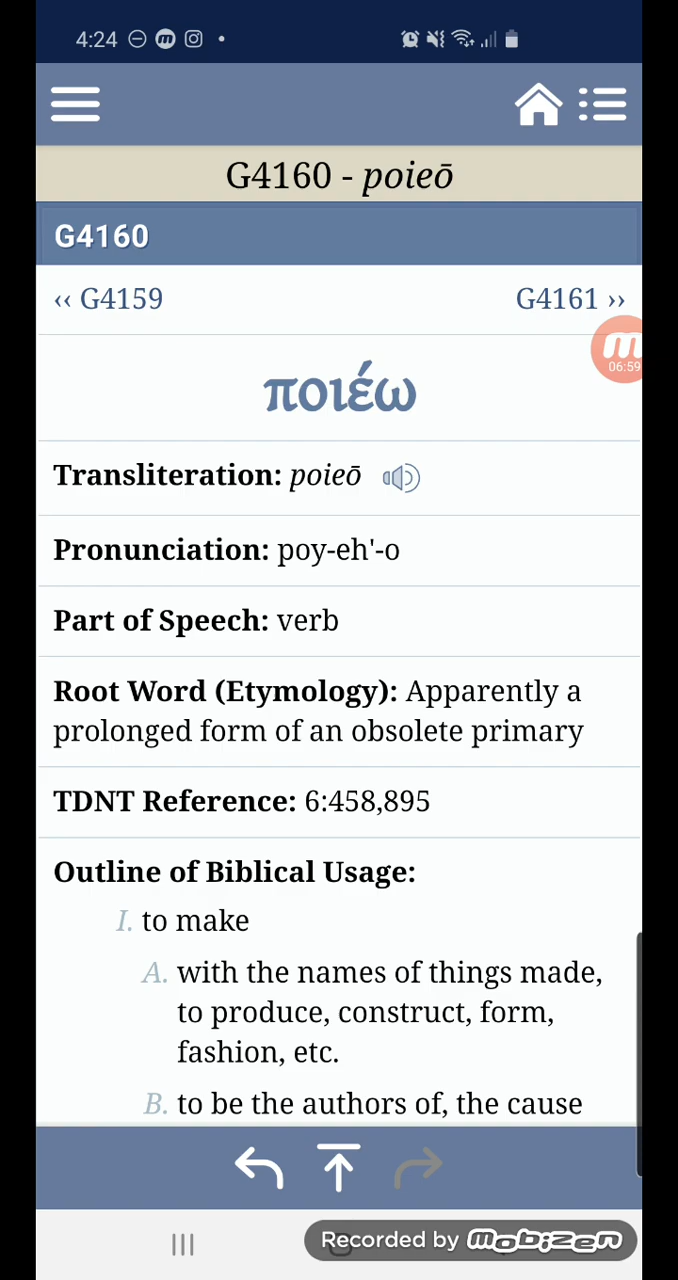 4:24
G4160 - poieō
G4160
‹‹ G4159
G4161 ››
06:59
ποιέω
Transliteration: poieō
Pronunciation: poy-eh'-o
Part of Speech: verb
Root Word (Etymology): Apparently a
prolonged form of an obsolete primary
TDNT Reference: 6:458,895
Outline of Biblical Usage:
I. to make
A. with the names of things made,
to produce, construct, form,
fashion, etc.
B. to be the authors of, the cause
Recorded by mobizen